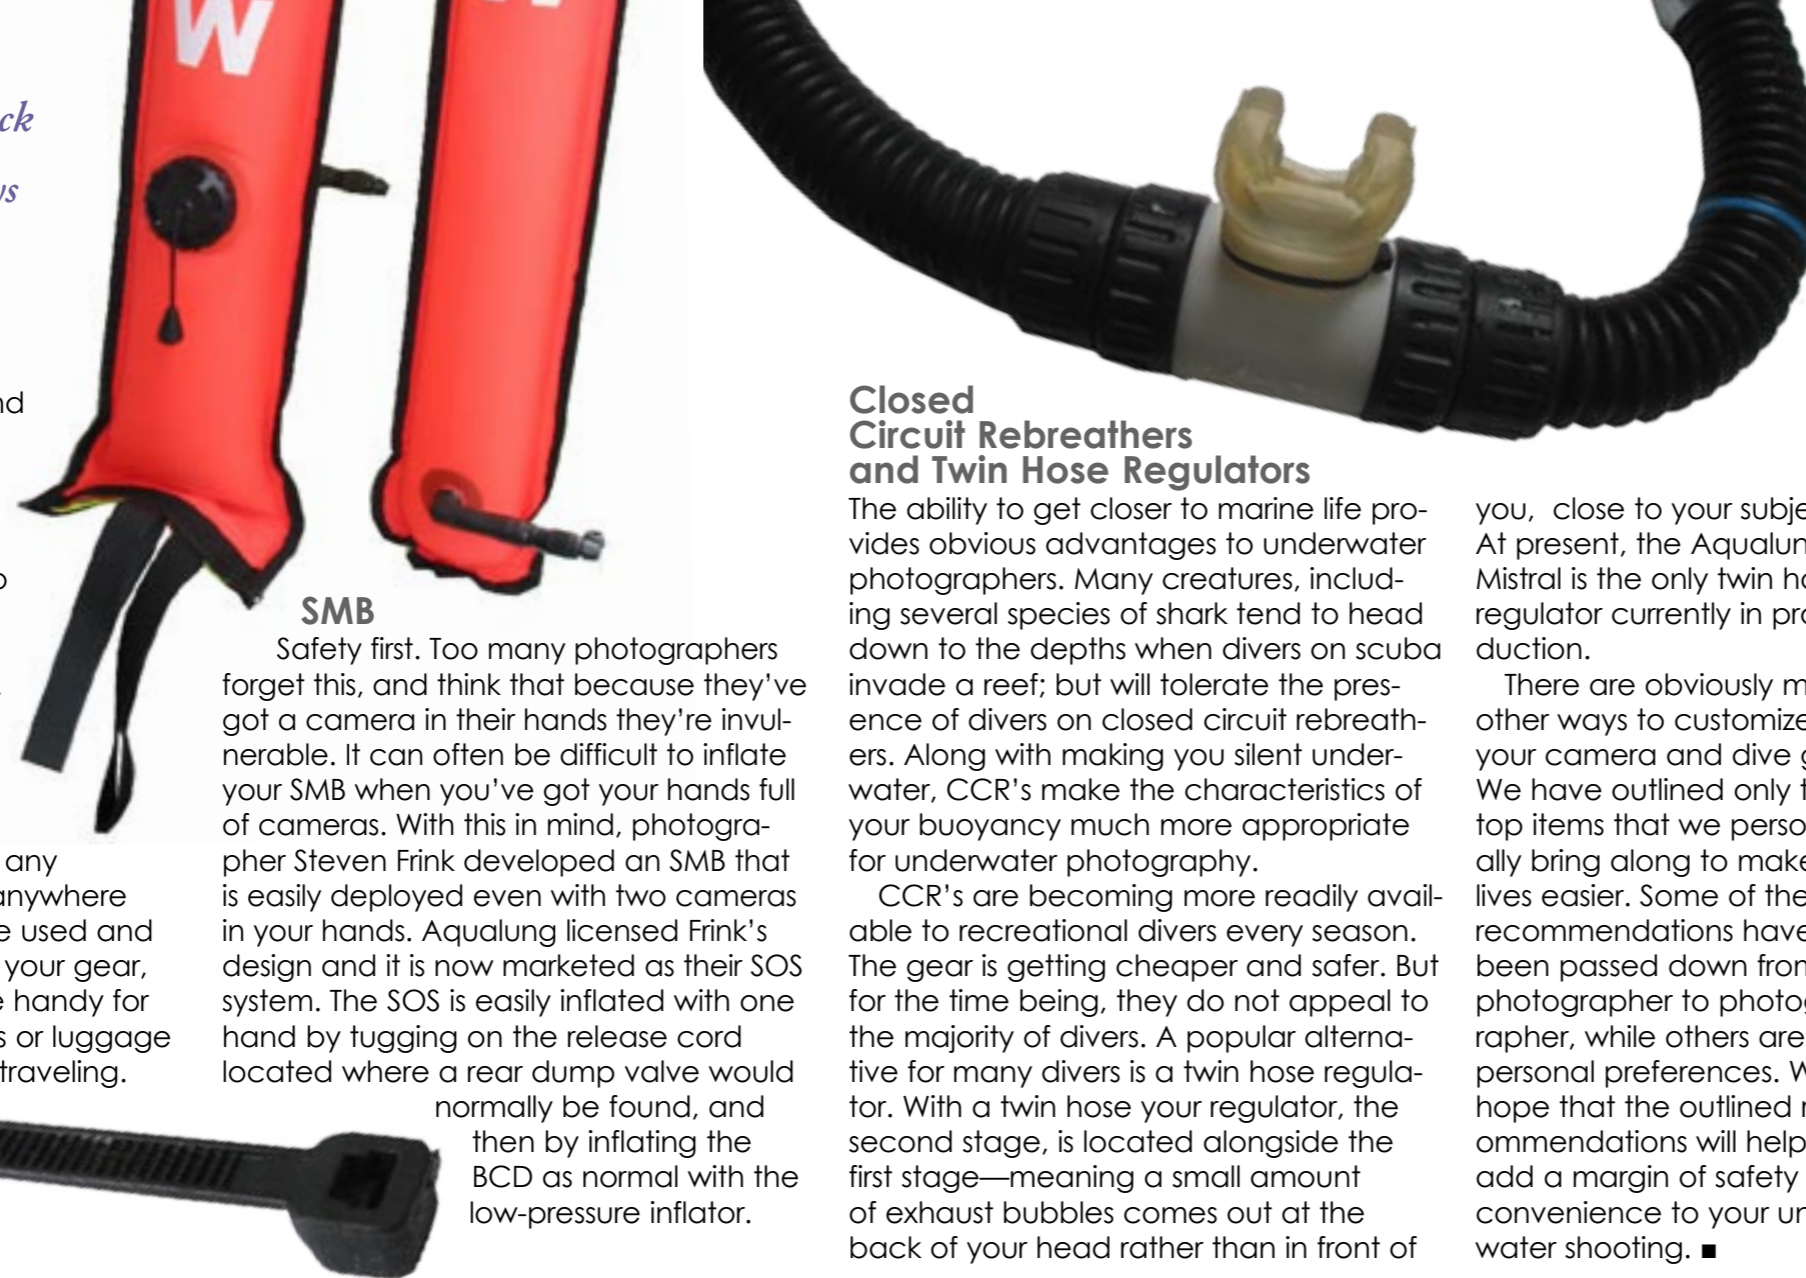 W
ck
ws
nd
o
any
anywhere
e used and
your gear,
e handy for
s or luggage
traveling.
SMB
Safety first. Too many photographers
forget this, and think that because they've
got a camera in their hands they're invul-
nerable. It can often be difficult to inflate
your SMB when you've got your hands full
of cameras. With this in mind, photogra-
pher Steven Frink developed an SMB that
is easily deployed even with two cameras
in your hands. Aqualung licensed Frink's
design and it is now marketed as their SOS
system. The SOS is easily inflated with one
hand by tugging on the release cord
located where a rear dump valve would
normally be found, and
then by inflating the
BCD as normal with the
low-pressure inflator.
Closed
Circuit Rebreathers
and Twin Hose Regulators
The ability to get closer to marine life pro-
vides obvious advantages to underwater
photographers. Many creatures, includ-
ing several species of shark tend to head
down to the depths when divers on scuba
invade a reef; but will tolerate the pres-
ence of divers on closed circuit rebreath-
ers. Along with making you silent under-
water, CCR's make the characteristics of
your buoyancy much more appropriate
for underwater photography.
CCR's are becoming more readily avail-
able to recreational divers every season.
The gear is getting cheaper and safer. But
for the time being, they do not appeal to
the majority of divers. A popular alterna-
tive for many divers is a twin hose regula-
tor. With a twin hose your regulator, the
second stage, is located alongside the
first stage—meaning a small amount
of exhaust bubbles comes out at the
back of your head rather than in front of
you, close to your subje
At present, the Aqualun
Mistral is the only twin ho
regulator currently in pro
duction.
There are obviously m
other ways to customize
your camera and dive g
We have outlined only t
top items that we perso
ally bring along to make
lives easier. Some of the
recommendations have
been passed down from
photographer to photog
rapher, while others are
personal preferences. W
hope that the outlined r
ommendations will help
add a margin of safety
convenience to your un
water shooting. ■